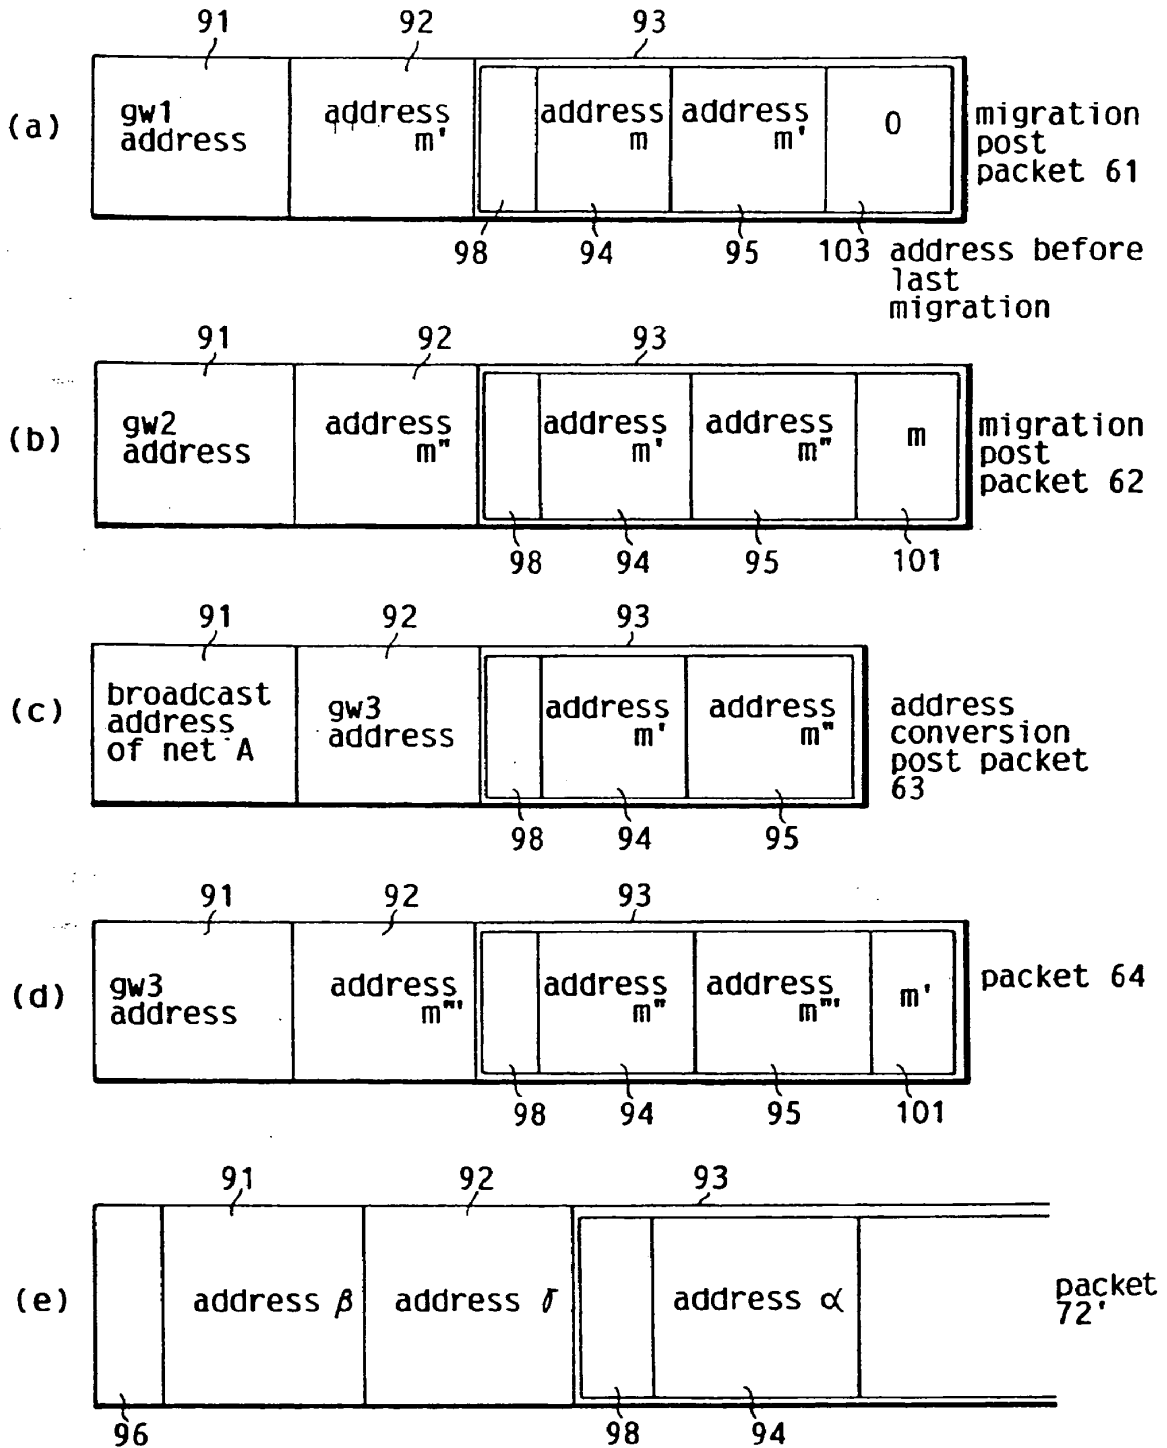 91 92 93
(a)
gw1
address
address
m'
address
m
address
m'
0
migration
post
packet 61
98 94 95 103 address before
last
migration
91 92 93
(b)
gw2
address
address
m"
address
m'
address
m"
m
migration
post
packet 62
98 94 95 101
91 92 93
(c)
broadcast
address
of net A
gw3
address
address
m'
address
m"
address
conversion
post packet
63
98 94 95
91 92 93
(d)
gw3
address
address
m"'
address
m"
address
m"'
m'
packet 64
98 94 95 101
91 92 93
(e)
address β
address γ
address α
packet
72'
96 98 94